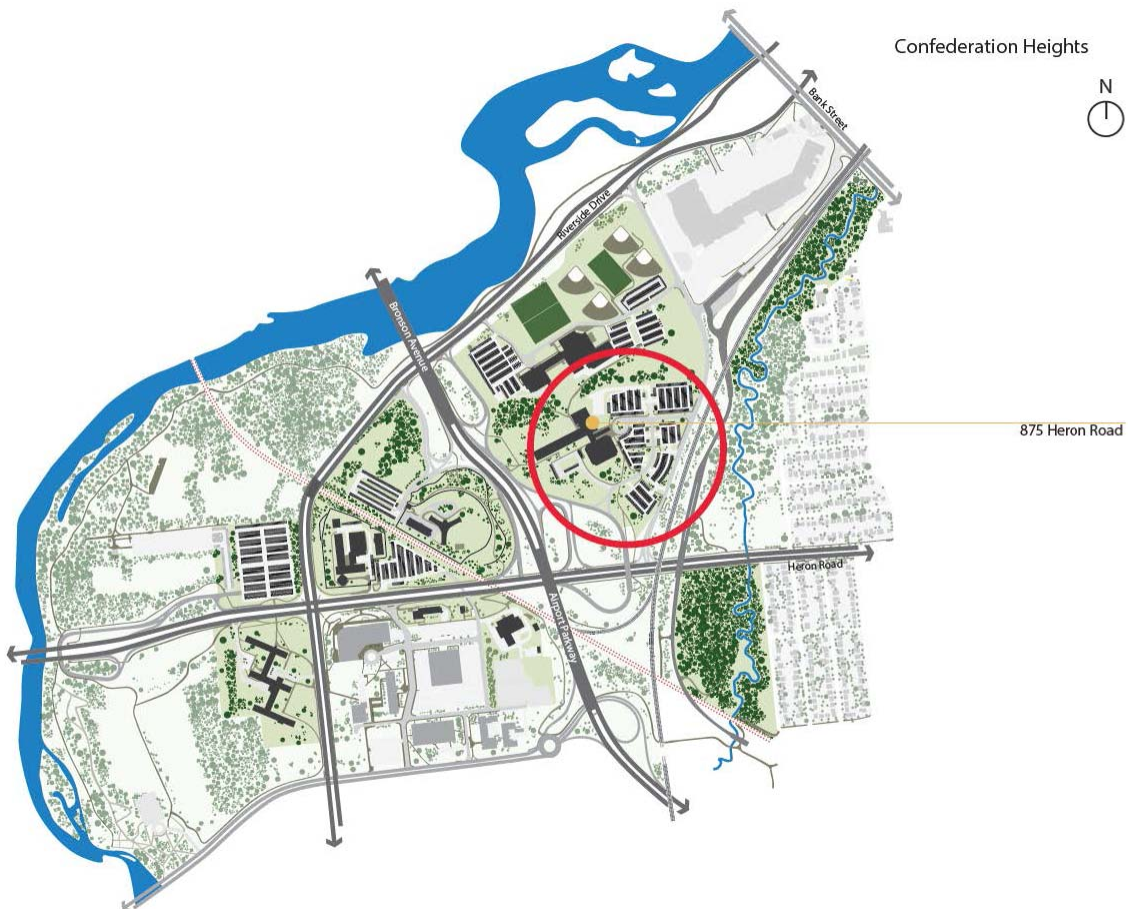 Confederation Heights
N
Bank Street
Riverside Drive
Bronson Avenue
875 Heron Road
Heron Road
Airport Parkway